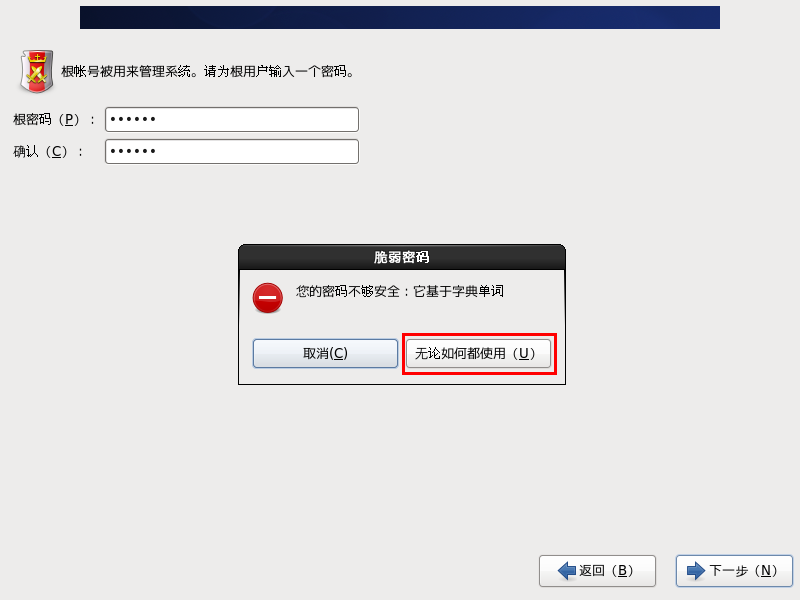 根帐号被用来管理系统。请为根用户输入一个密码。
根密码（P）：
••••••
确认（C）：
••••••
脆弱密码
您的密码不够安全：它基于字典单词
取消(C)
无论如何都使用（U）
返回（B）
下一步（N）